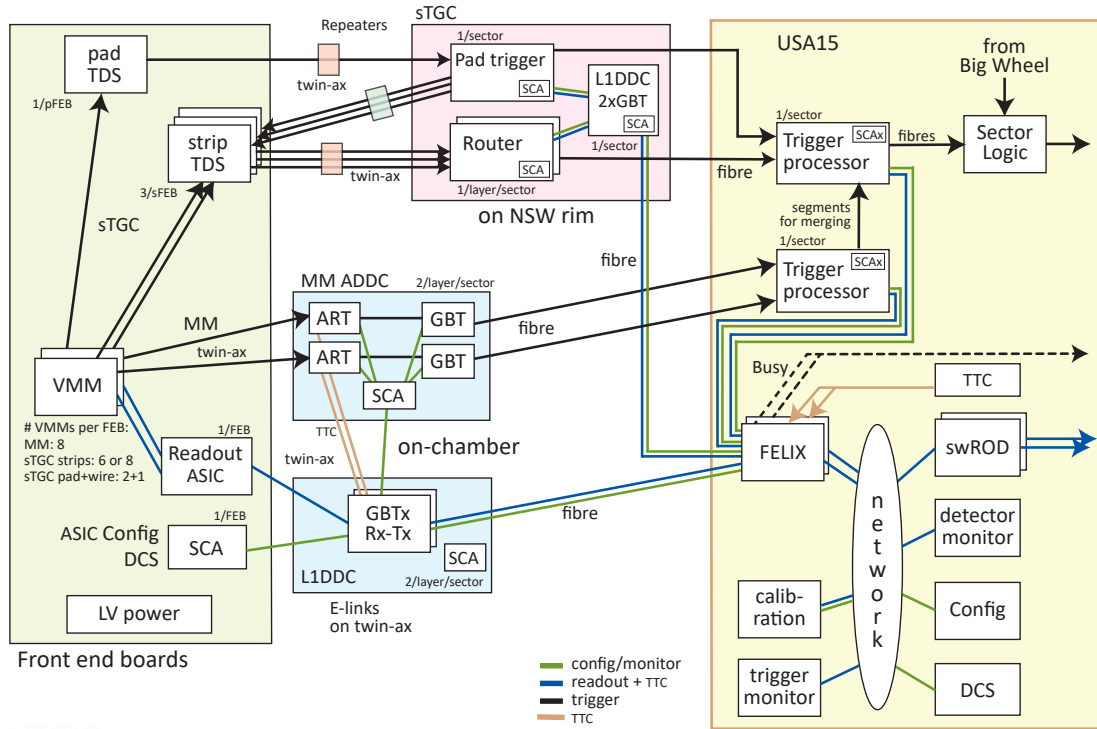 sTGC
USA15
Repeaters
1/sector
pad
TDS
Pad trigger
SCA
twin-ax
1/pFEB
L1DDC
2xGBT
SCA
from
Big Wheel
1/sector
Trigger
processor
SCAx
fibres
Sector
Logic
strip
TDS
Router
SCA
1/sector
twin-ax
1/layer/sector
fibre
3/sFEB
on NSW rim
segments
for merging
sTGC
1/sector
Trigger
processor
SCAx
fibre
MM ADDC
2/layer/sector
MM
ART
GBT
fibre
twin-ax
ART
GBT
VMM
SCA
Busy
TTC
# VMMs per FEB:
MM: 8
sTGC strips: 6 or 8
sTGC pad+wire: 2+1
1/FEB
Readout
ASIC
TTC
on-chamber
twin-ax
FELIX
swROD
network
GBTx
Rx-Tx
fibre
detector
monitor
1/FEB
ASIC Config
DCS
SCA
SCA
L1DDC
2/layer/sector
calib-
ration
Config
LV power
E-links
on twin-ax
Front end boards
trigger
monitor
DCS
config/monitor
readout + TTC
trigger
TTC